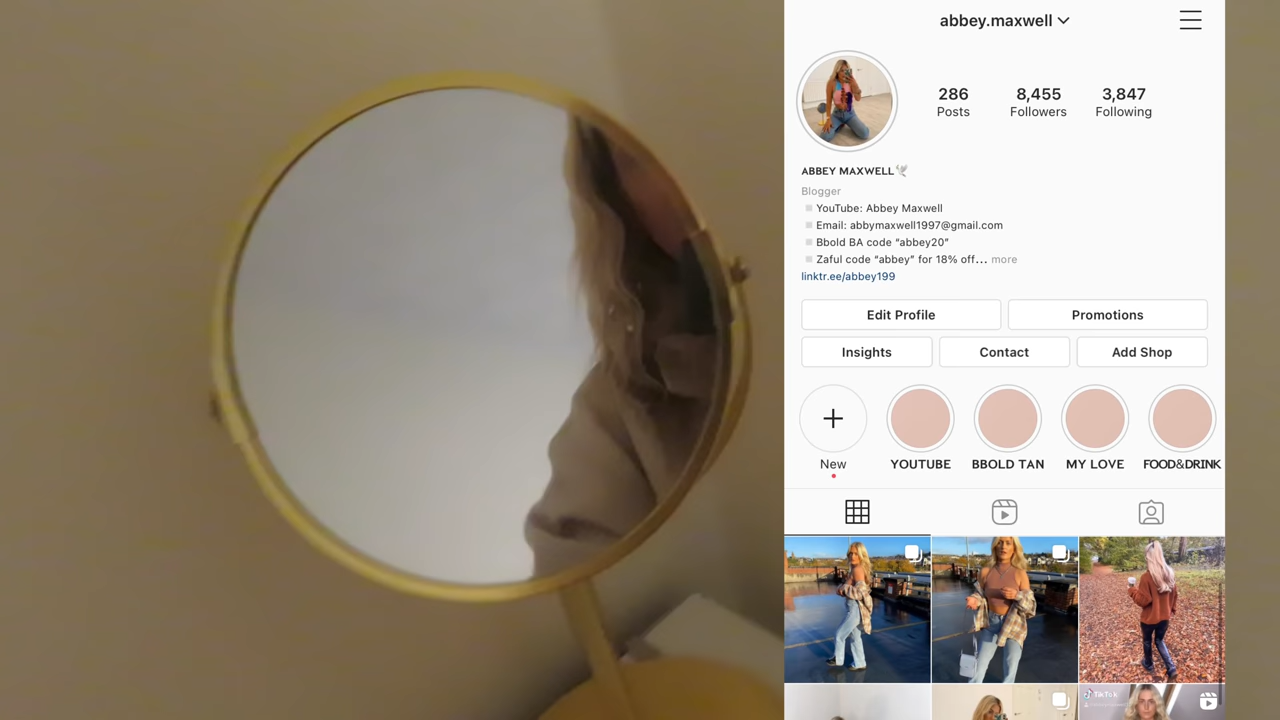 abbey.maxwell
286
8,455
3,847
Posts
Followers
Following
ABBEY MAXWELL🕊
Blogger
YouTube: Abbey Maxwell
Email: abbymaxwell1997@gmail.com
Bbold BA code “abbey20”
Zaful code “abbey” for 18% off... more
linktr.ee/abbey199
Edit Profile
Promotions
Insights
Contact
Add Shop
New
YOUTUBE
BBOLD TAN
MY LOVE
FOOD&DRINK
TikTok